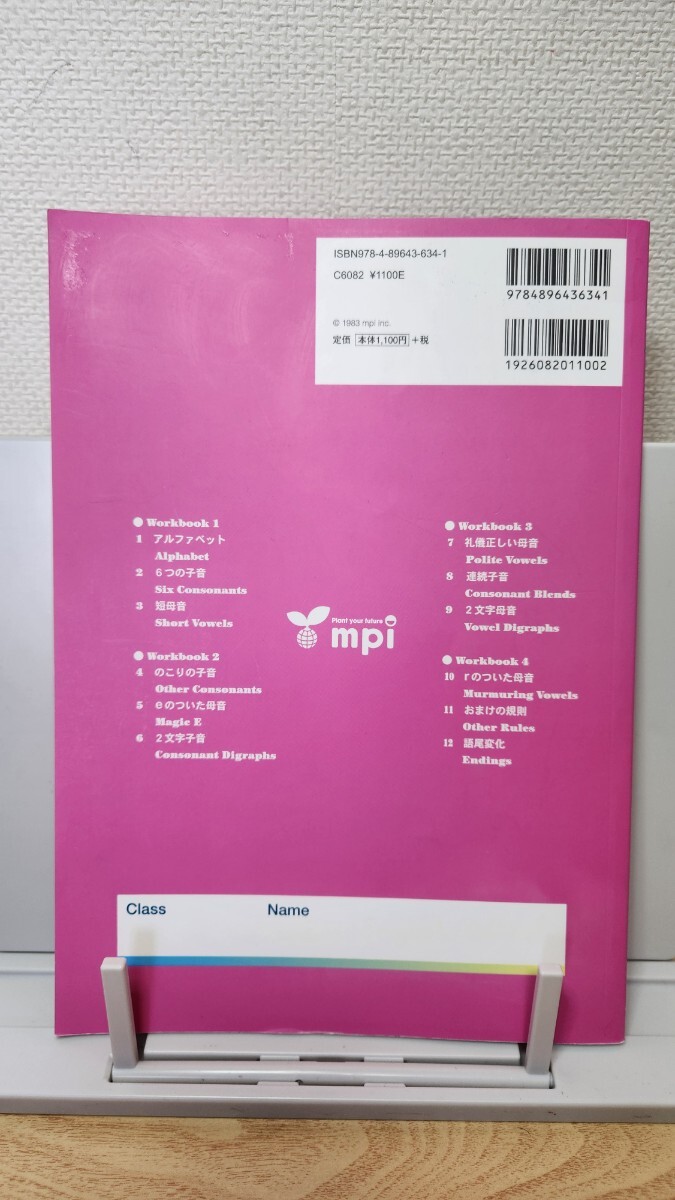 ISBN978-4-89643-634-1
C6082 ¥1100E
9784896436341
© 1983 mpi inc.
定価 本体1,100円 +税
1926082011002
● Workbook 1
1 アルファベット
Alphabet
2 6つの子音
Six Consonants
3 短母音
Short Vowels
● Workbook 2
4 のこりの子音
Other Consonants
5 eのついた母音
Magic E
6 2文字子音
Consonant Digraphs
Plant your future
mpi
● Workbook 3
7 礼儀正しい母音
Polite Vowels
8 連続子音
Consonant Blends
9 2文字母音
Vowel Digraphs
● Workbook 4
10 rのついた母音
Murmuring Vowels
11 おまけの規則
Other Rules
12 語尾変化
Endings
Class Name